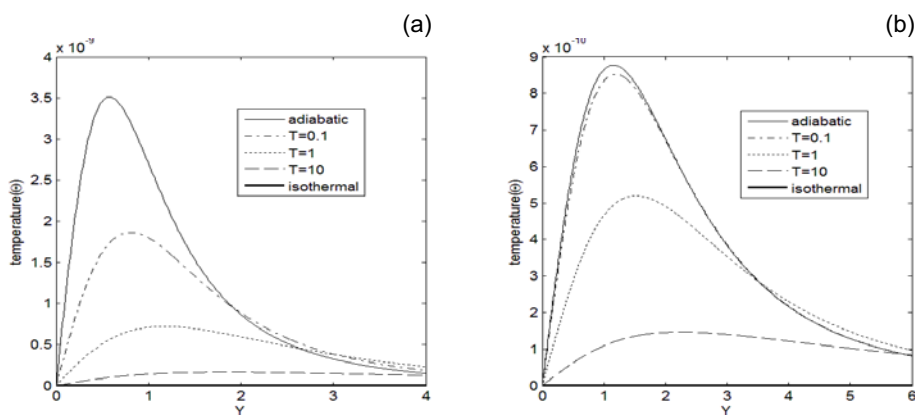 (a)
x 10-9
4
3.5
3
2.5
2
1.5
1
0.5
0
temperature(Θ)
adiabatic
T=0.1
T=1
T=10
isothermal
0 1 2 3 4
Y
(b)
x 10-10
9
8
7
6
5
4
3
2
1
0
temperature(Θ)
adiabatic
T=0.1
T=1
T=10
isothermal
0 1 2 3 4 5 6
Y